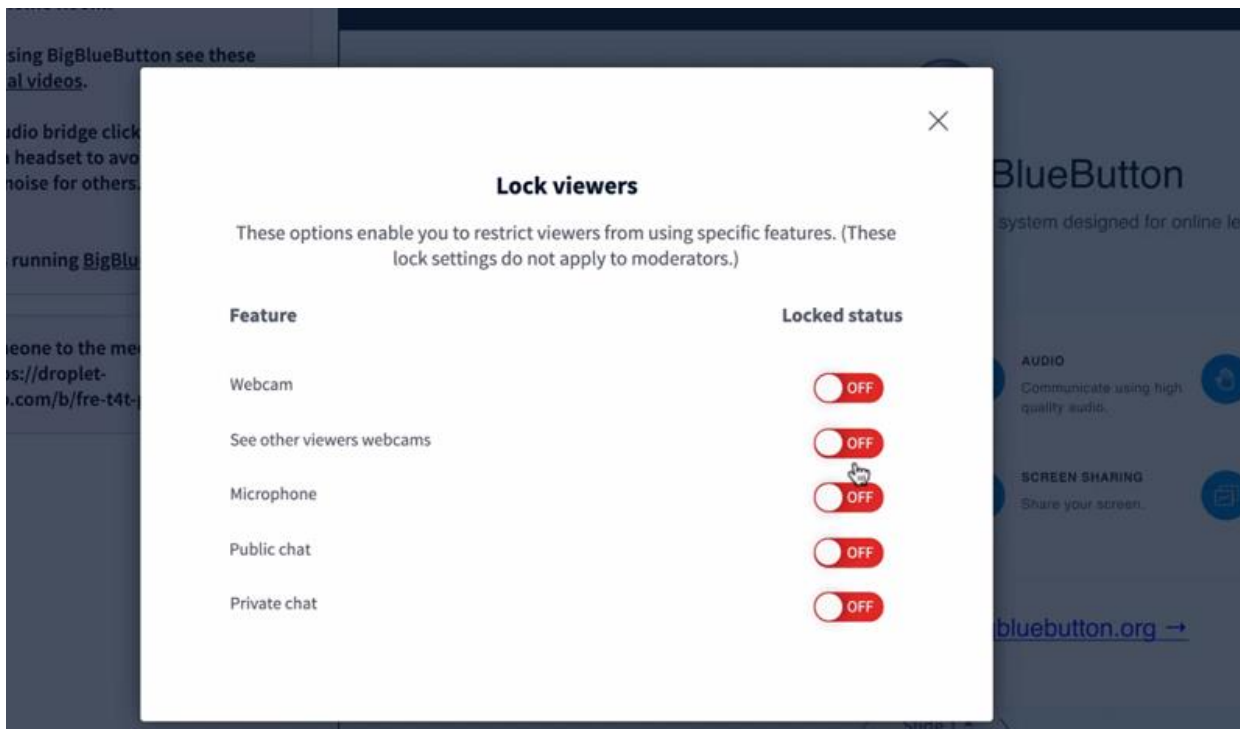 sing BigBlueButton see these
al videos.
udio bridge click
headset to avo
noise for others.
running BigBlu
eone to the me
os://droplet-
.com/b/fre-t4t-
×
Lock viewers
These options enable you to restrict viewers from using specific features. (These
lock settings do not apply to moderators.)
Feature
Locked status
Webcam
OFF
See other viewers webcams
OFF
Microphone
OFF
Public chat
OFF
Private chat
OFF
BlueButton
system designed for online le
AUDIO
Communicate using high
quality audio.
SCREEN SHARING
Share your screen.
bluebutton.org →
Slide 1